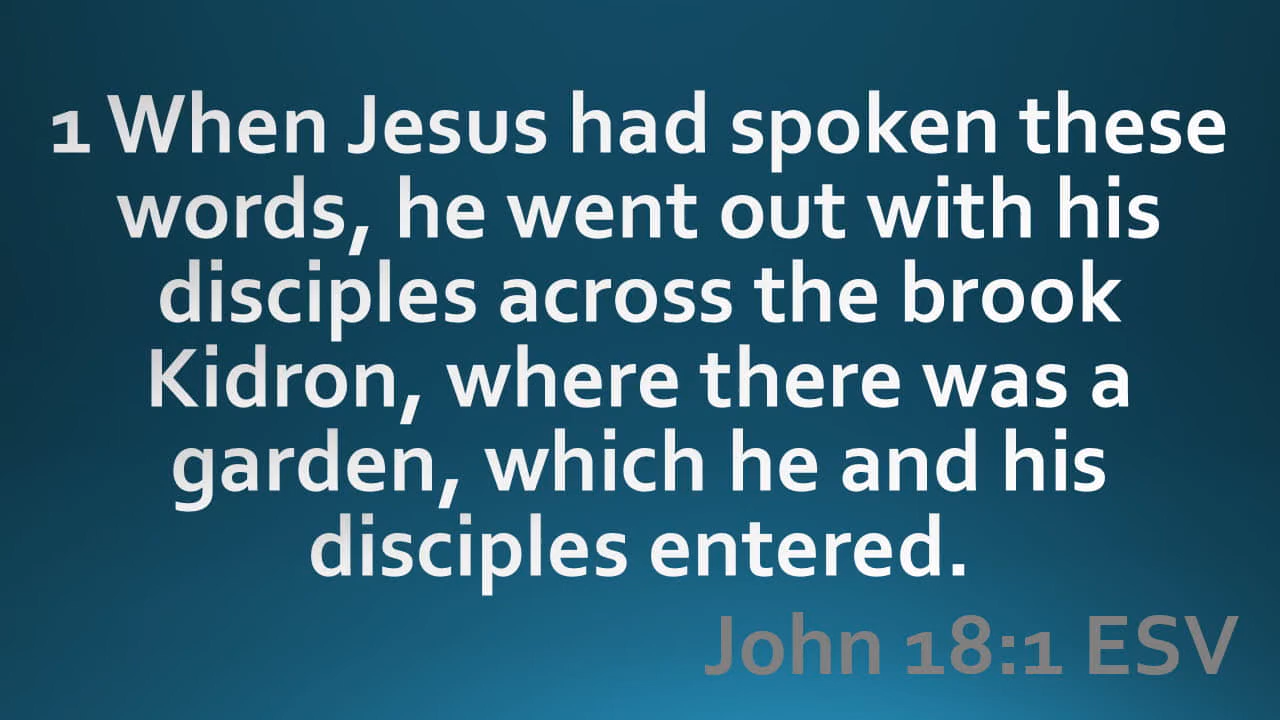 1 When Jesus had spoken these
words, he went out with his
disciples across the brook
Kidron, where there was a
garden, which he and his
disciples entered.
John 18:1 ESV